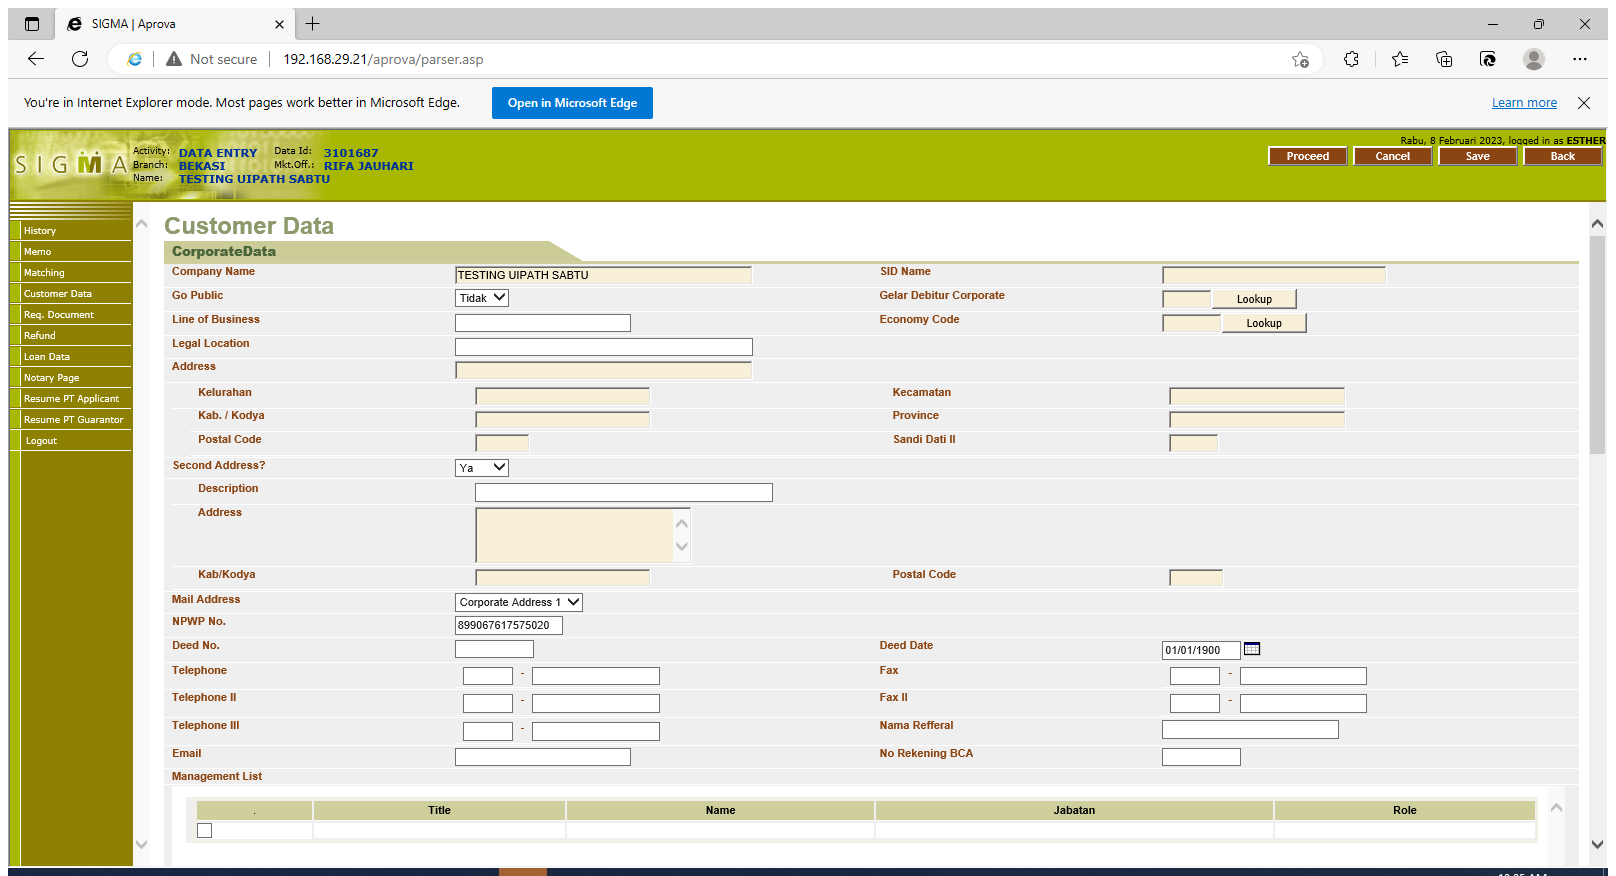 SIGMA | Aprova
Not secure 192.168.29.21/aprova/parser.asp
You're in Internet Explorer mode. Most pages work better in Microsoft Edge. Open in Microsoft Edge Learn more
Rabu, 8 Februari 2023, logged in as ESTHER
SIGMA
Activity: DATA ENTRY Data Id: 3101687
Branch: BEKASI Mkt.Off.: RIFA JAUHARI
Name: TESTING UIPATH SABTU
Proceed Cancel Save Back
History
Memo
Matching
Customer Data
Req. Document
Refund
Loan Data
Notary Page
Resume PT Applicant
Resume PT Guarantor
Logout
Customer Data
CorporateData
Company Name TESTING UIPATH SABTU SID Name
Go Public Tidak Gelar Debitur Corporate Lookup
Line of Business Economy Code Lookup
Legal Location
Address
Kelurahan Kecamatan
Kab. / Kodya Province
Postal Code Sandi Dati II
Second Address? Ya
Description
Address
Kab/Kodya Postal Code
Mail Address Corporate Address 1
NPWP No. 899067617575020
Deed No. Deed Date 01/01/1900
Telephone - Fax -
Telephone II - Fax II -
Telephone III - Nama Refferal
Email No Rekening BCA
Management List
. Title Name Jabatan Role